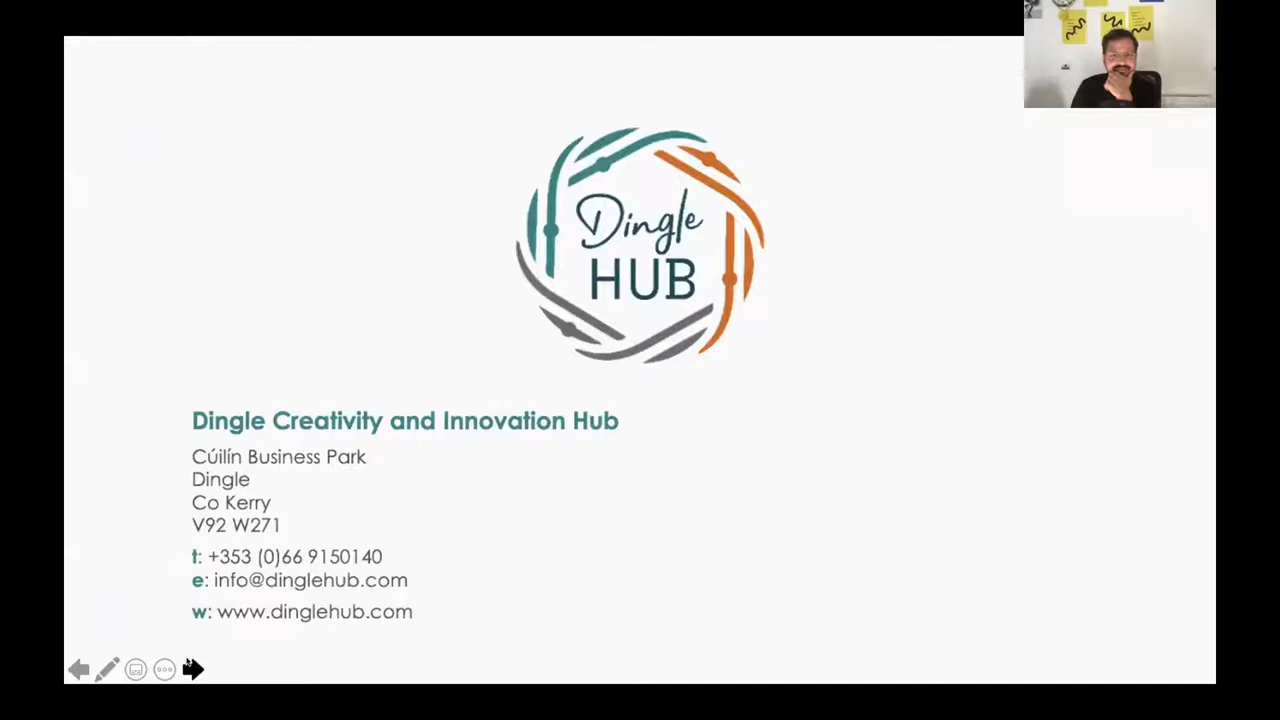 Dingle
HUB
Dingle Creativity and Innovation Hub
Cúilín Business Park
Dingle
Co Kerry
V92 W271
t: +353 (0)66 9150140
e: info@dinglehub.com
w: www.dinglehub.com